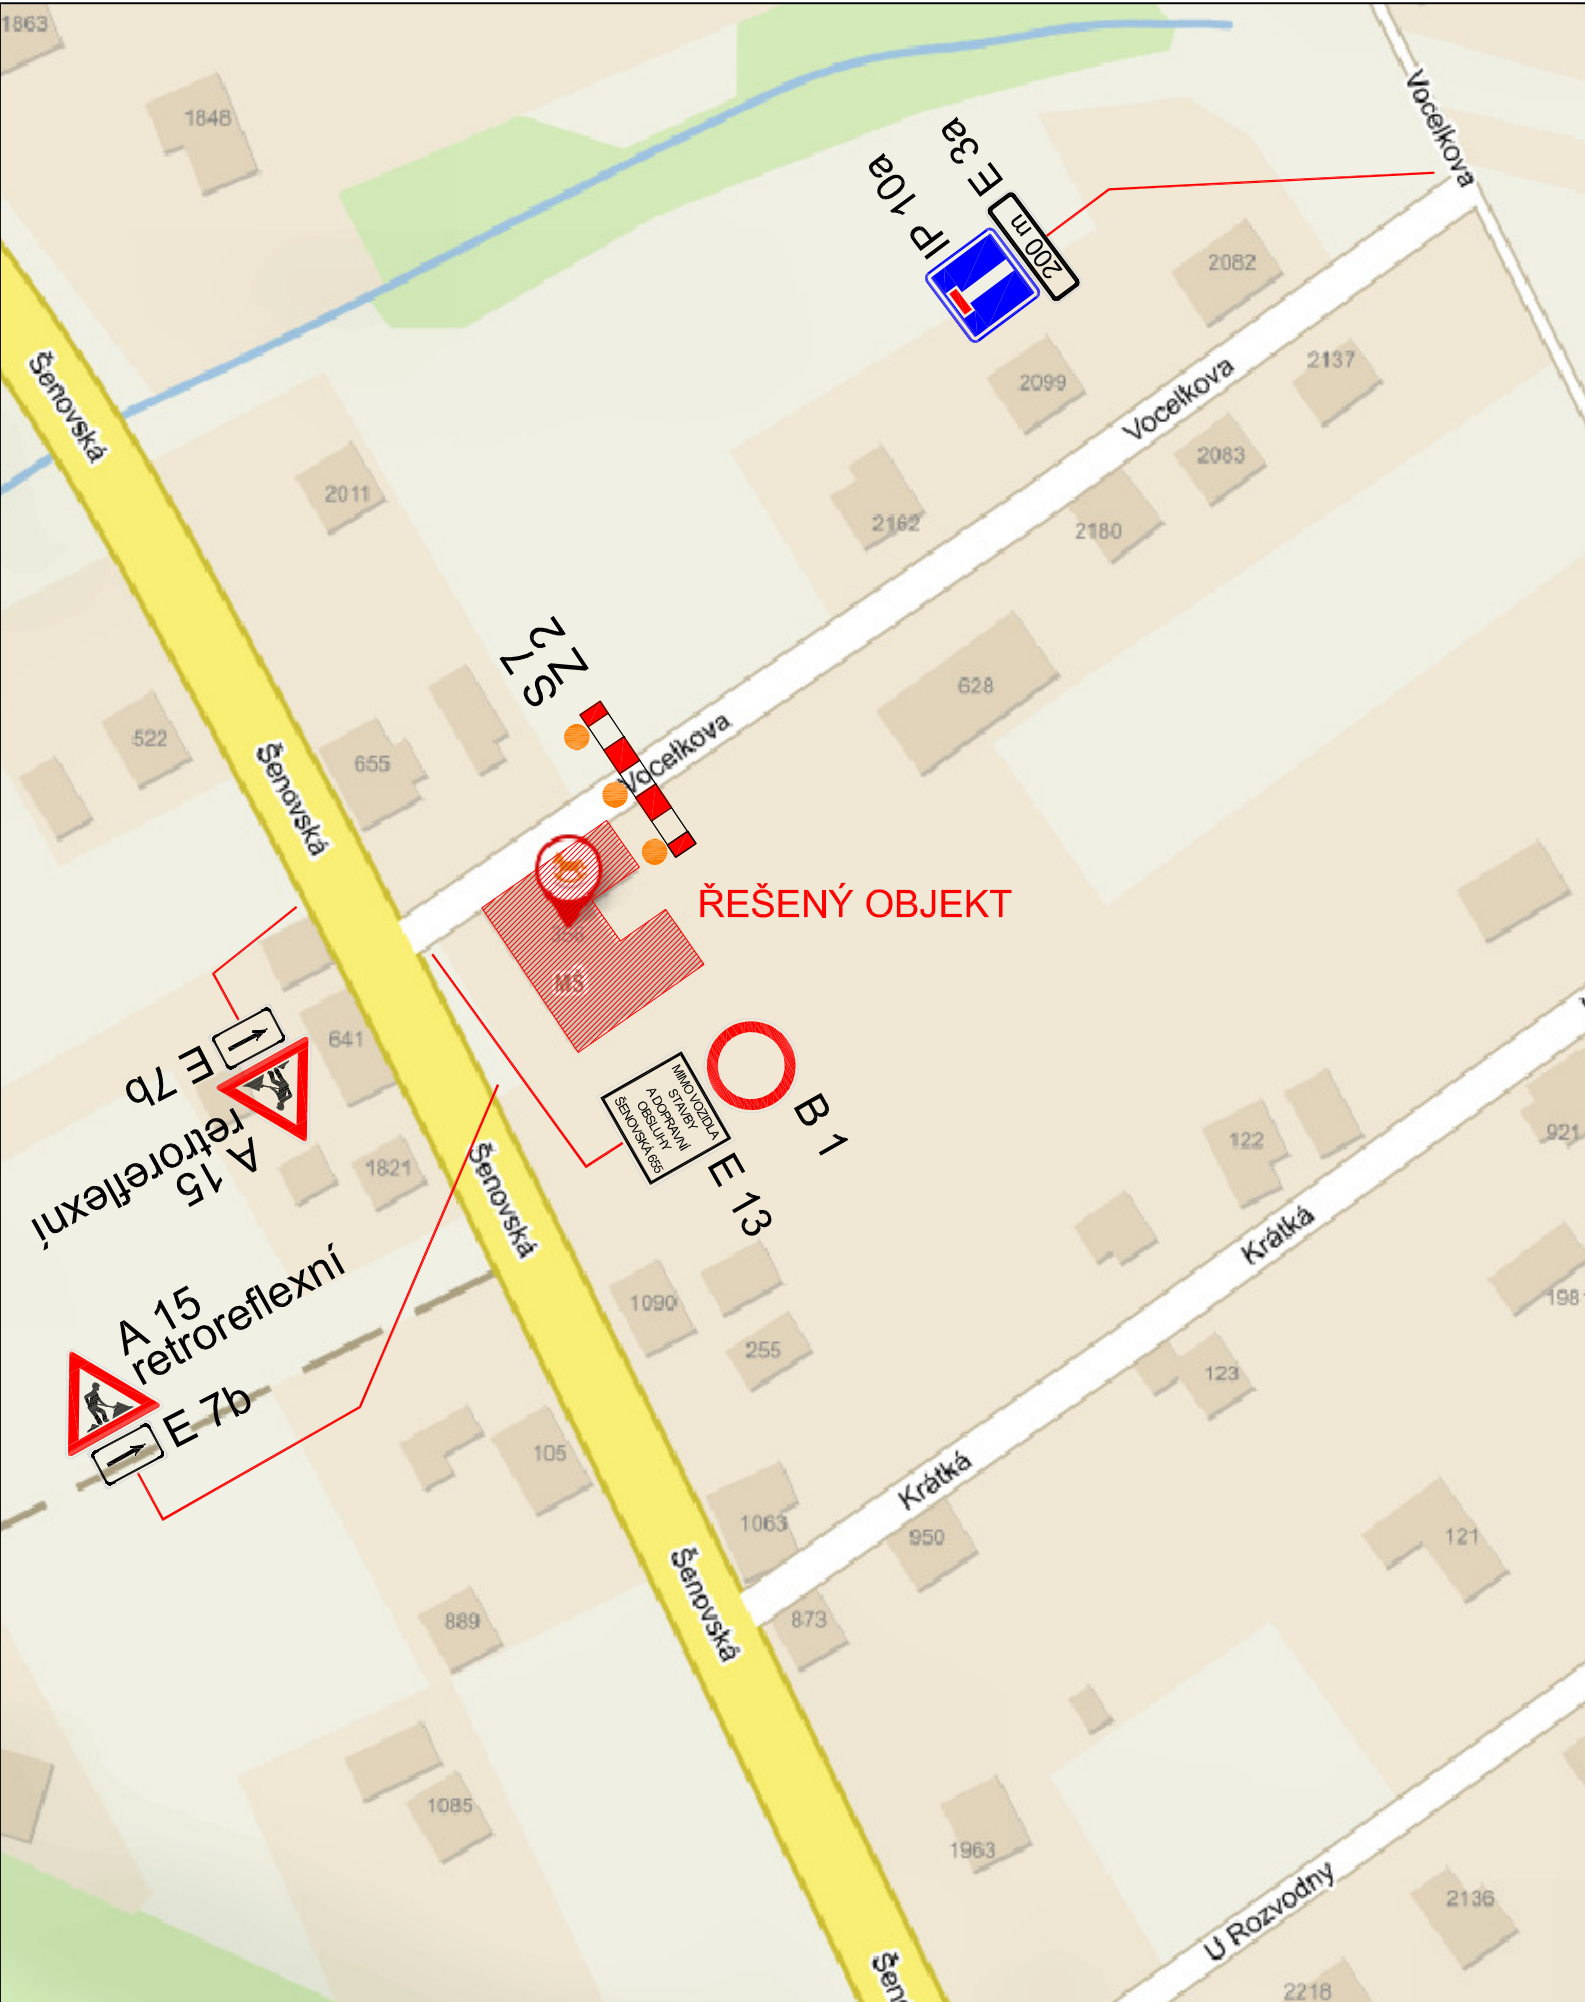 1863
1848
Vocelkova
E 3a
IP 10a
200 m
2082
Šenovská
2099
2137
Vocelkova
2083
2011
2162
2180
S 7
Z 2
628
522
655
Šenovská
Vocelkova
ŘEŠENÝ OBJEKT
MŠ
641
E 7b
A 15
retroreflexní
MIMO VOZIDLA
STAVBY
A DOPRAVNÍ
OBSLUHY
ŠENOVSKÁ 655
B 1
E 13
1821
Šenovská
122
921
Krátká
A 15
retroreflexní
E 7b
1090
255
198
123
105
Krátká
1063
950
121
Šenovská
889
873
1085
1963
U Rozvodny
2136
Šen
2218